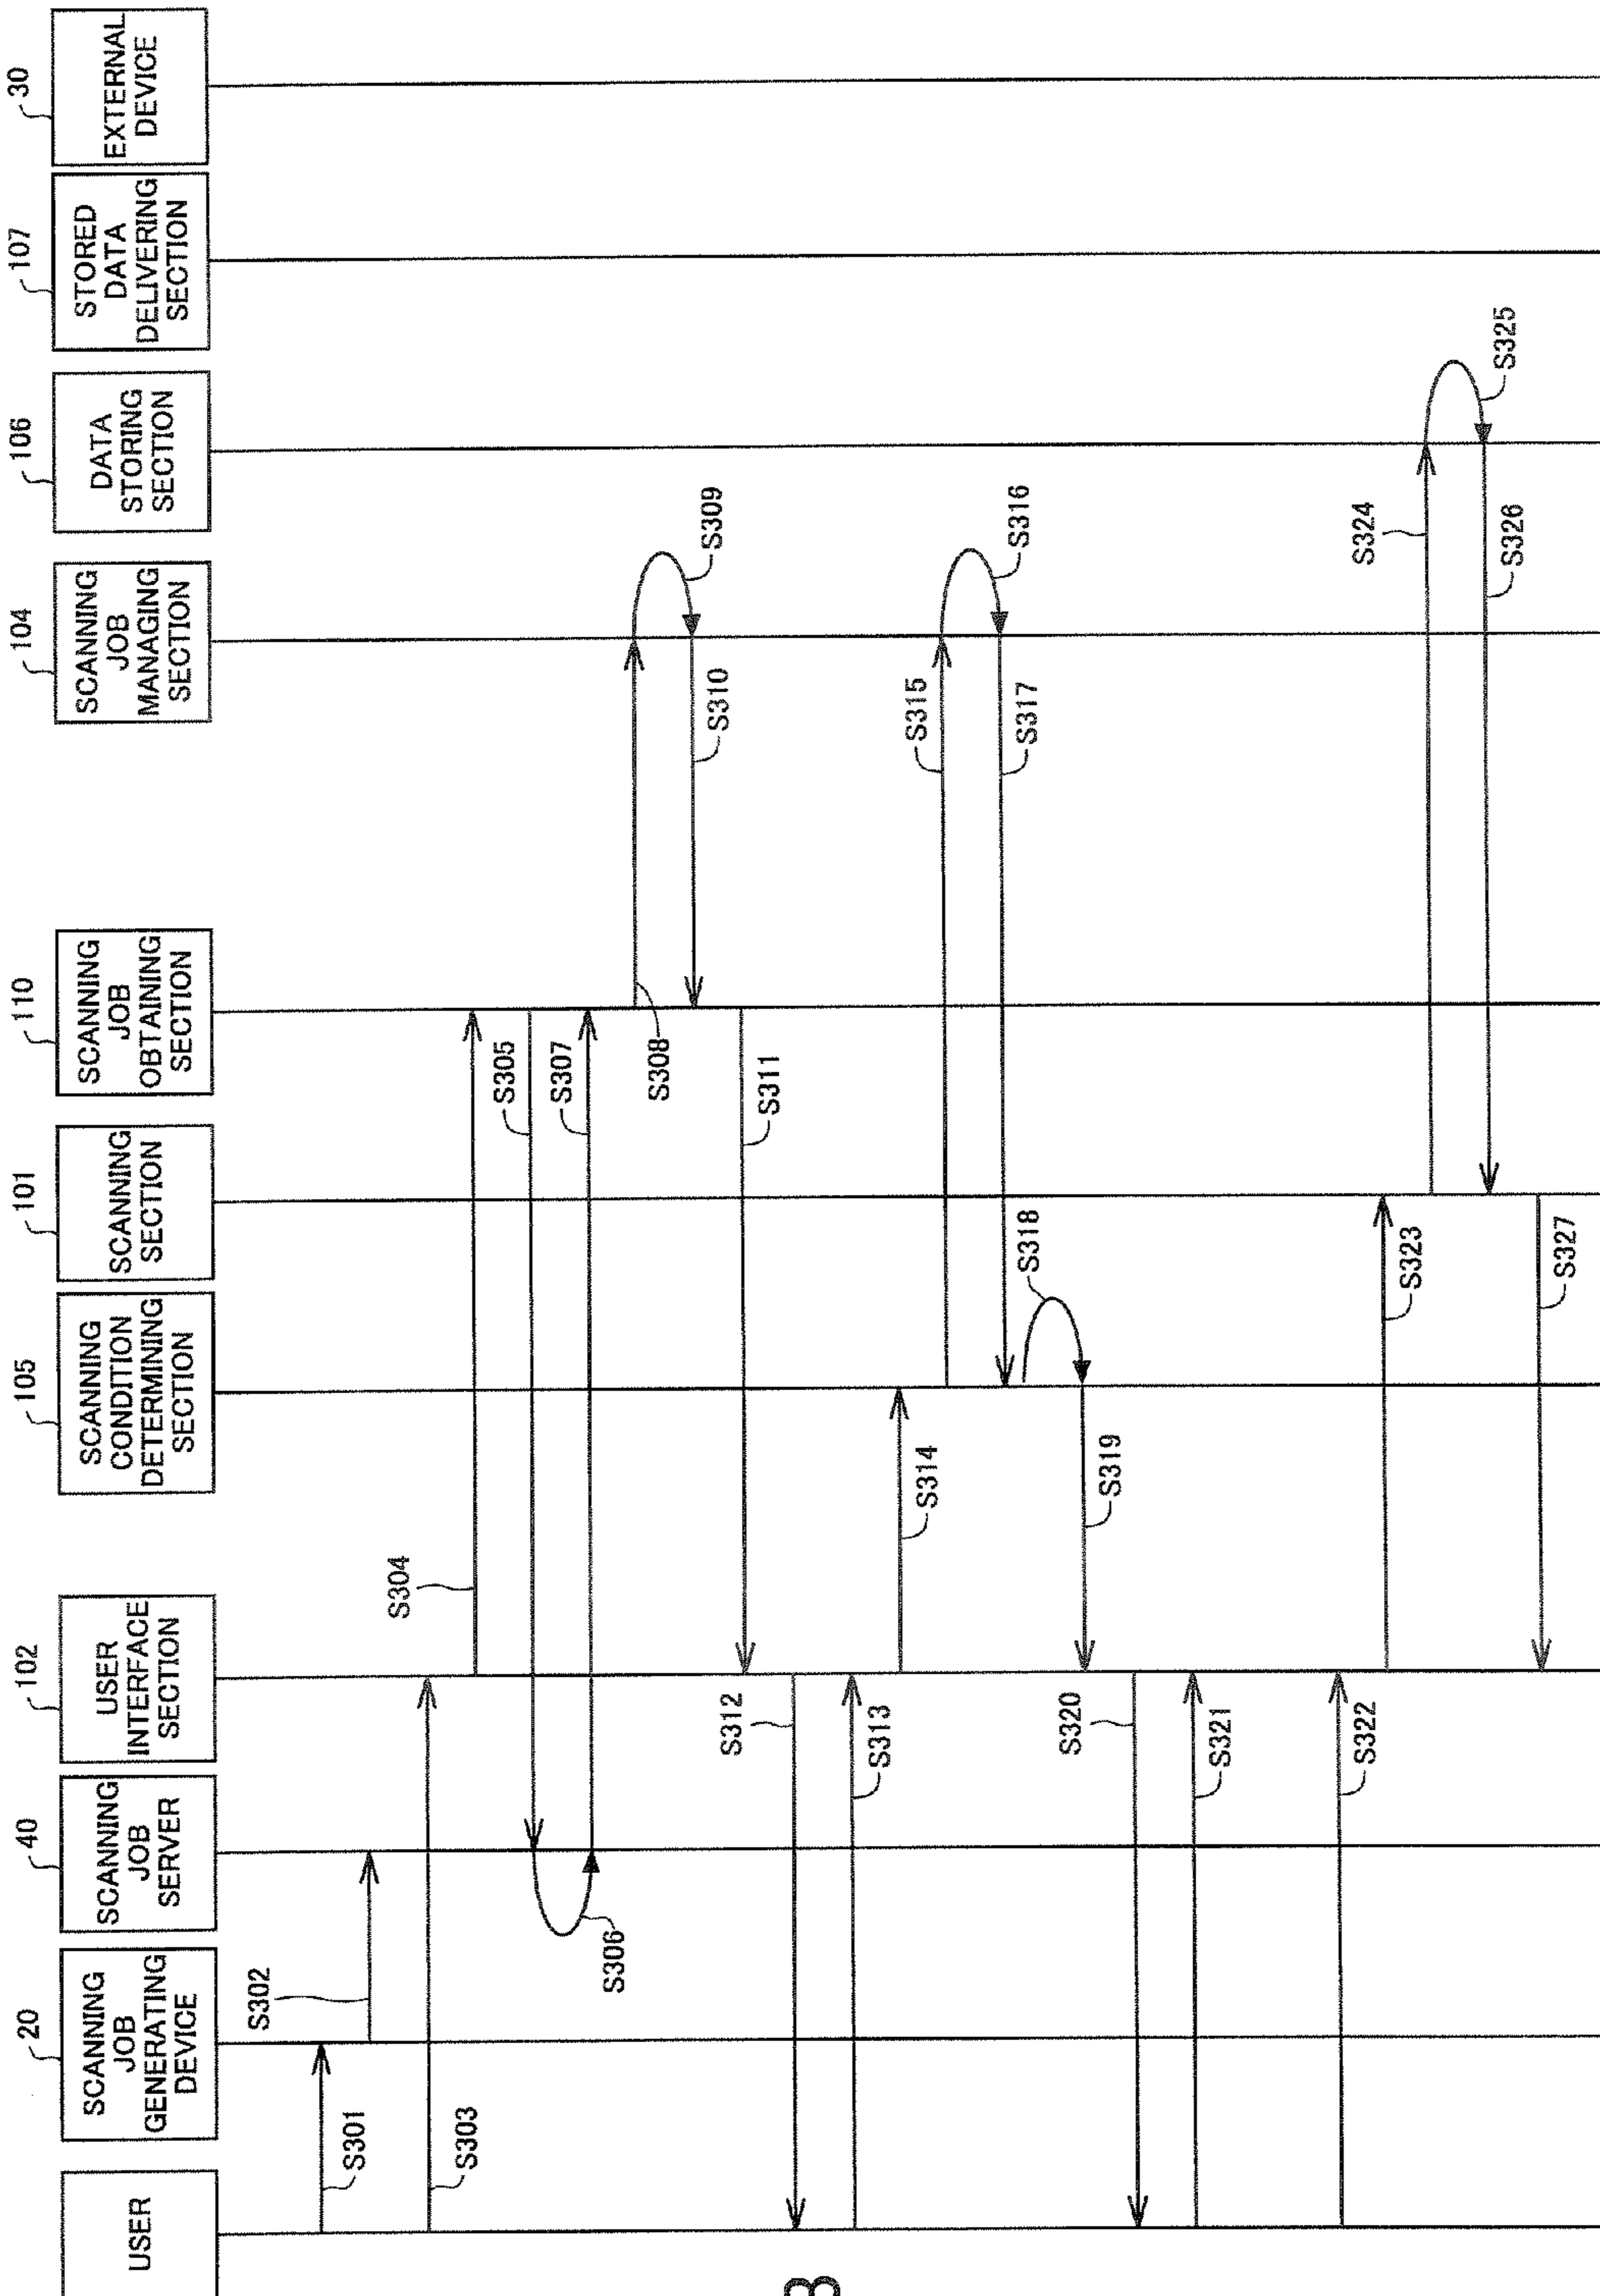 USER
20
SCANNING
JOB
GENERATING
DEVICE
40
SCANNING
JOB
SERVER
102
USER
INTERFACE
SECTION
105
SCANNING
CONDITION
DETERMINING
SECTION
101
SCANNING
SECTION
110
SCANNING
JOB
OBTAINING
SECTION
104
SCANNING
JOB
MANAGING
SECTION
106
DATA
STORING
SECTION
107
STORED
DATA
DELIVERING
SECTION
30
EXTERNAL
DEVICE
S301
S302
S303
S304
S305
S306
S307
S308
S309
S310
S311
S312
S313
S314
S315
S316
S317
S318
S319
S320
S321
S322
S323
S324
S325
S326
S327